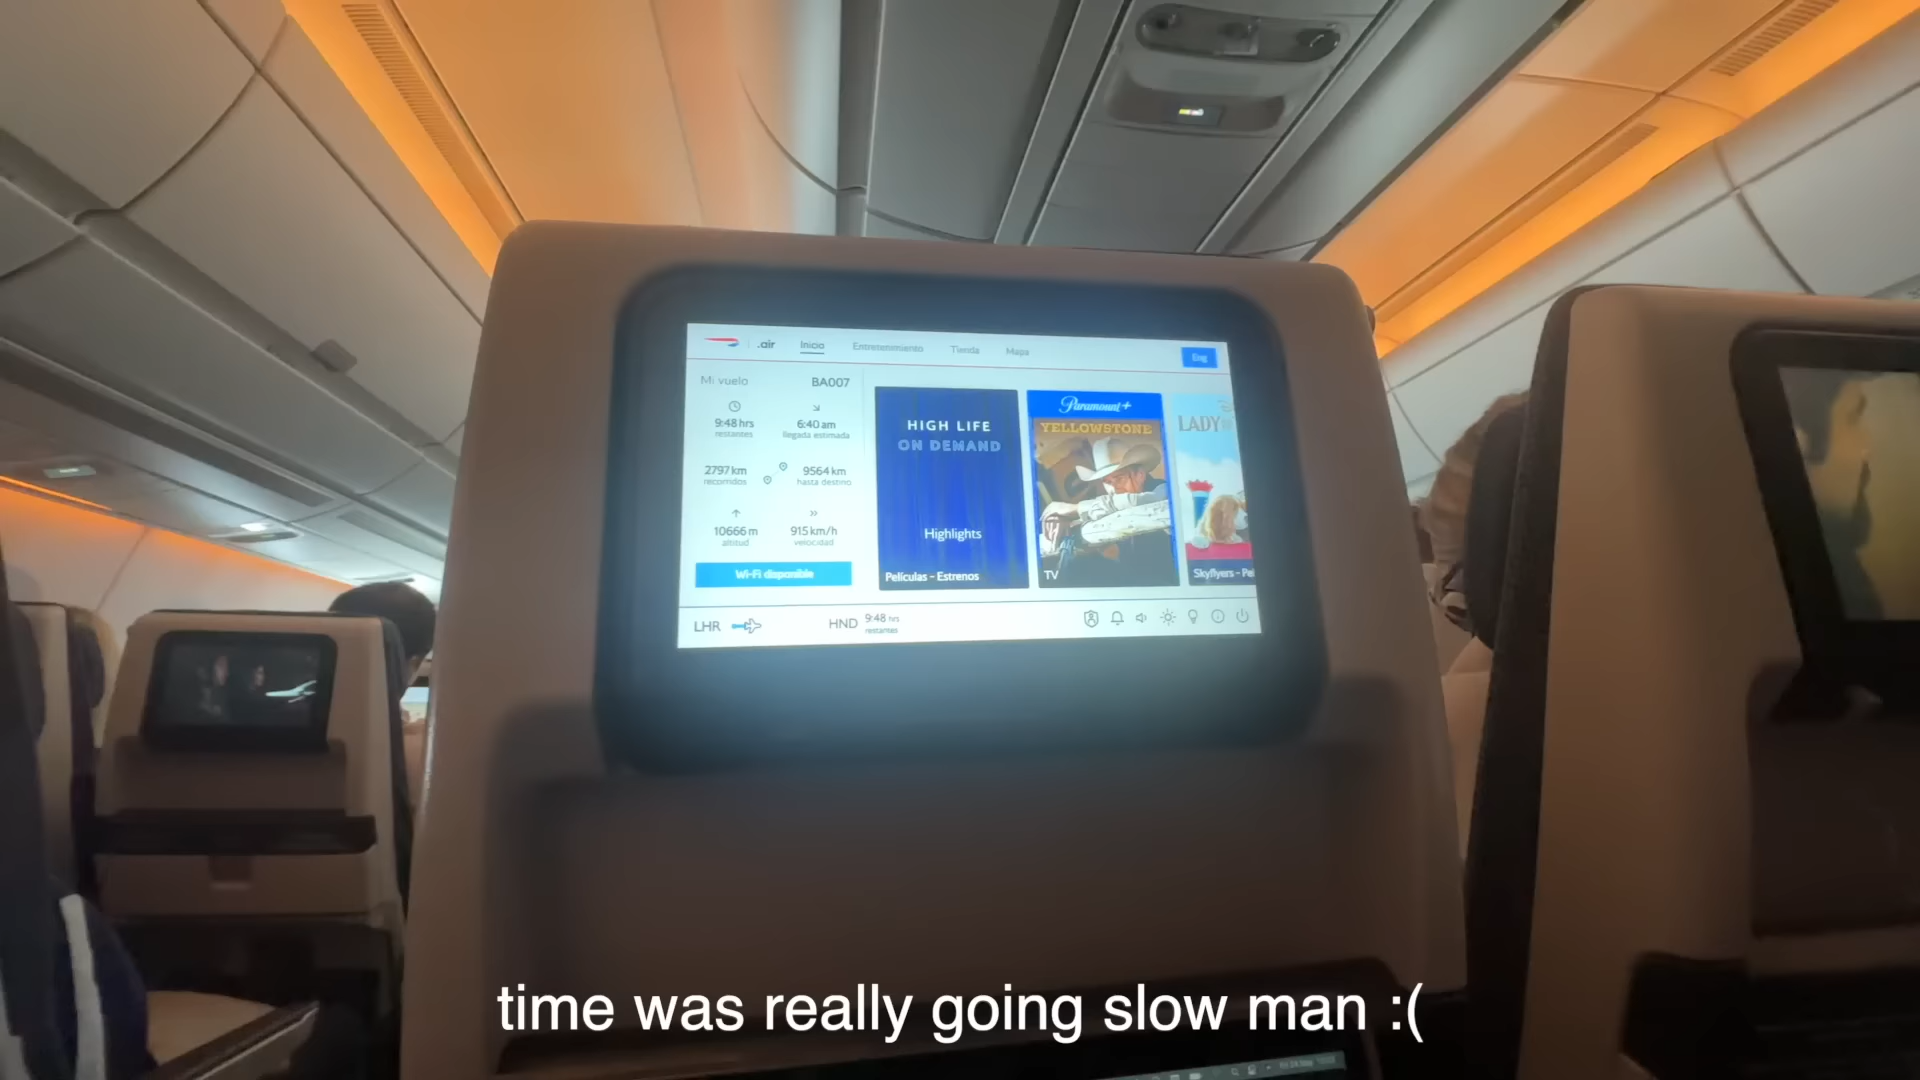 .air Inicio Entretenimiento Tienda Mapa Eng
Mi vuelo BA007
9:48 hrs
restantes
6:40 am
llegada estimada
2797 km
recorridos
9564 km
hasta destino
10666 m
altitud
915 km/h
velocidad
Wi-Fi disponible
HIGH LIFE
ON DEMAND
Highlights
Películas - Estrenos
Paramount+
YELLOWSTONE
TV
LADY
Skyflyers - Pe
LHR HND 9:48 hrs
restantes
time was really going slow man :(